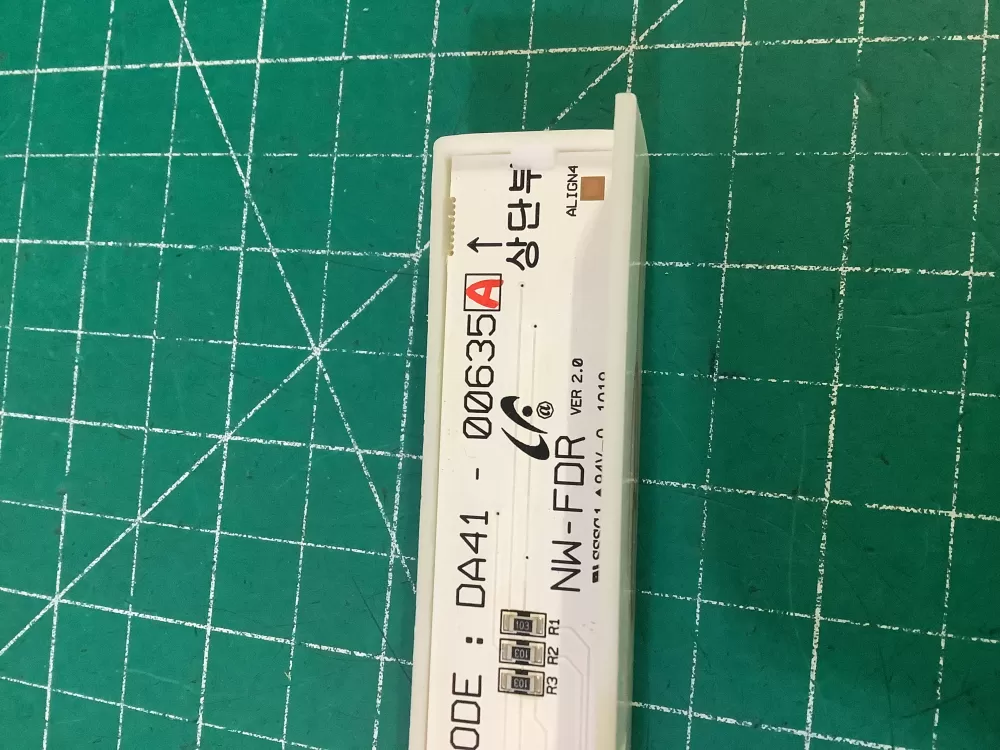 ODE : DA41 - 00635A
↑
상단부
ALIGN4
NW-FDR VER 2.0
R1
R2
R3
103
103
103